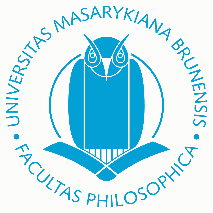 UNIVERSITAS MASARYKIANA BRUNENSIS
• FACULTAS PHILOSOPHICA •